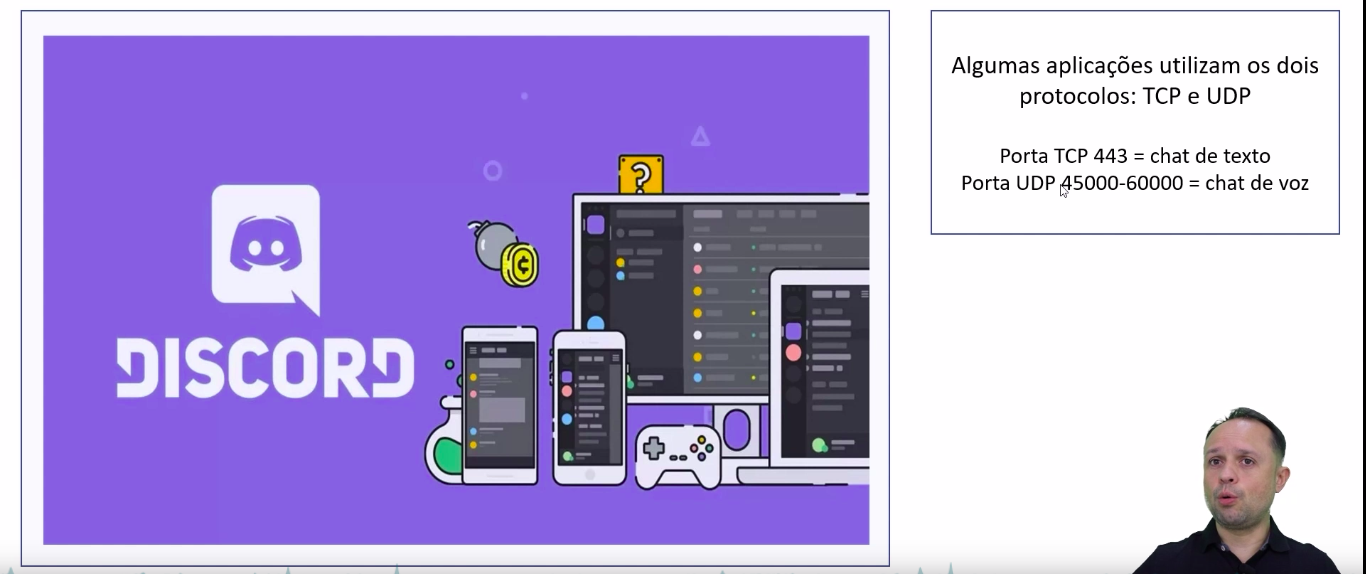 DISCORD
?
¢
Algumas aplicações utilizam os dois
protocolos: TCP e UDP
Porta TCP 443 = chat de texto
Porta UDP 45000-60000 = chat de voz